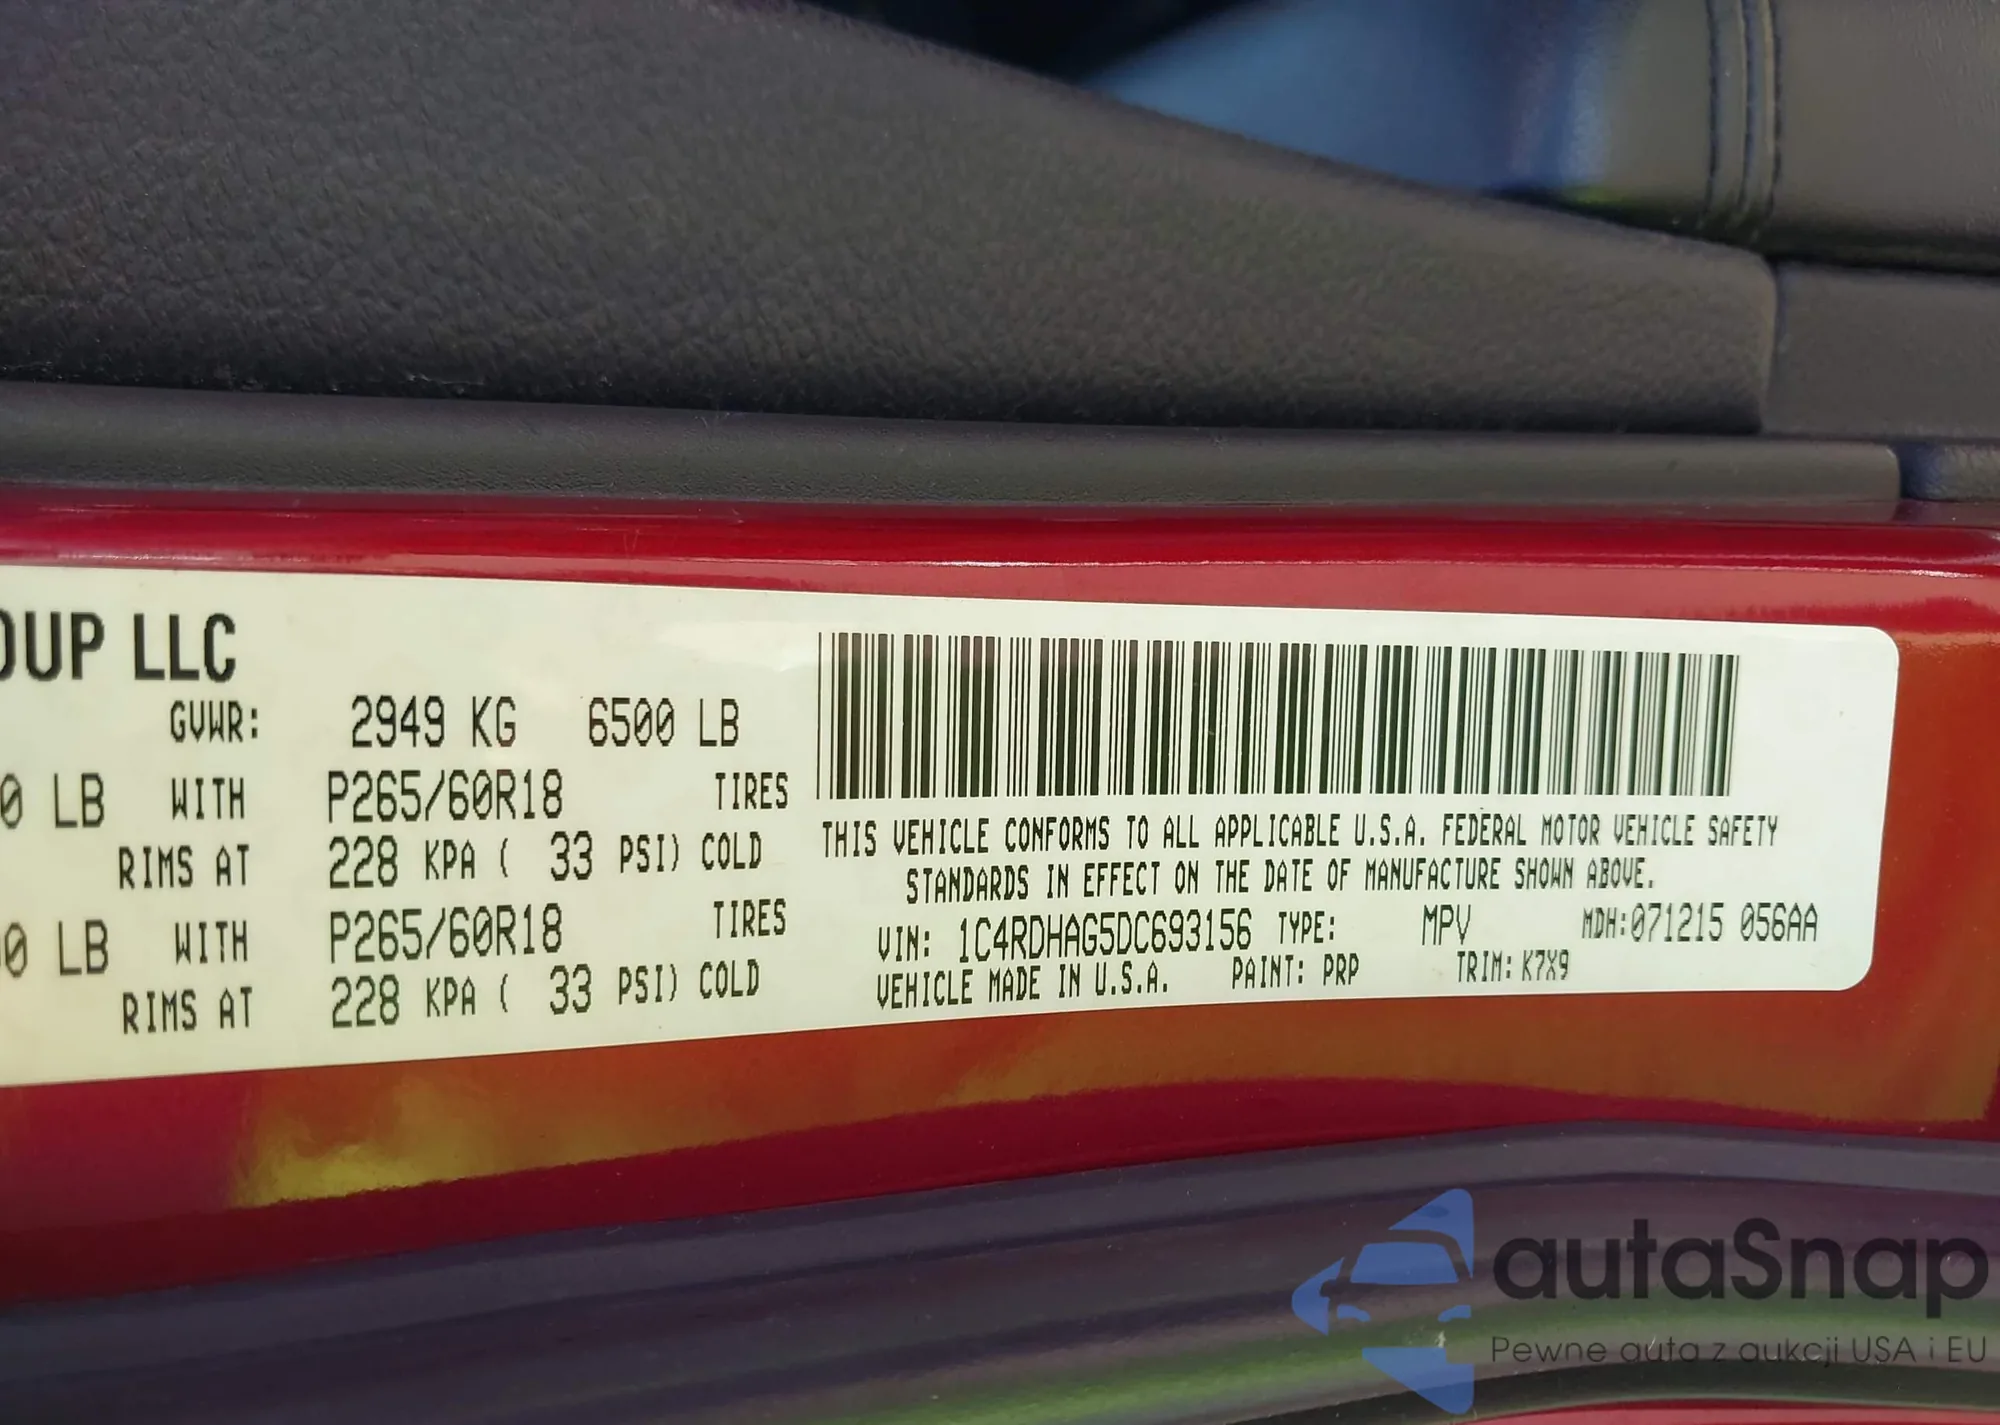 OUP LLC
GVWR: 2949 KG 6500 LB
0 LB WITH P265/60R18 TIRES
RIMS AT 228 KPA ( 33 PSI) COLD
0 LB WITH P265/60R18 TIRES
RIMS AT 228 KPA ( 33 PSI) COLD
THIS VEHICLE CONFORMS TO ALL APPLICABLE U.S.A. FEDERAL MOTOR VEHICLE SAFETY
STANDARDS IN EFFECT ON THE DATE OF MANUFACTURE SHOWN ABOVE.
VIN: 1C4RDHAG5DC693156 TYPE: MPV MDH:071215 056AA
VEHICLE MADE IN U.S.A. PAINT: PRP TRIM: K7X9
autaSnap
Pewne auta z aukcji USA i EU